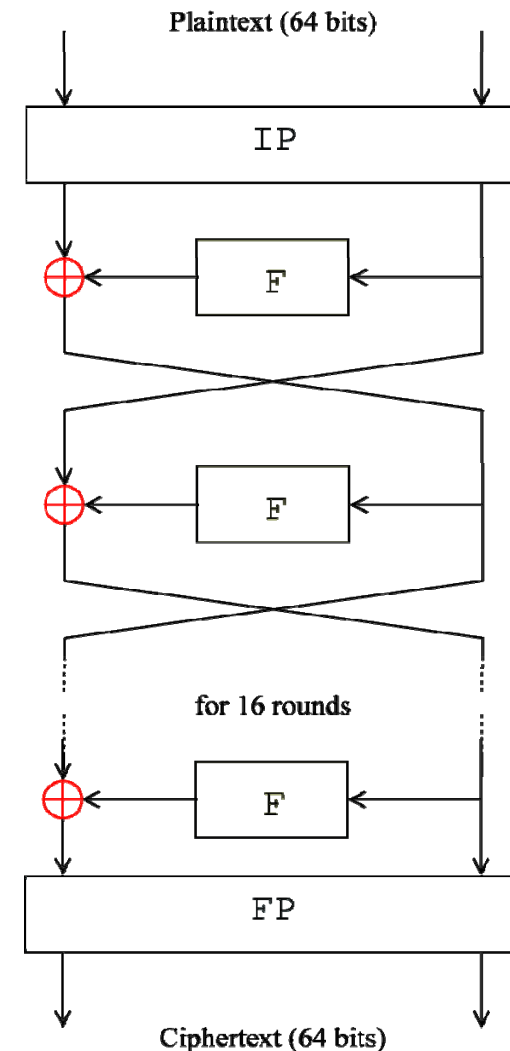 Plaintext (64 bits)
IP
F
F
for 16 rounds
F
FP
Ciphertext (64 bits)